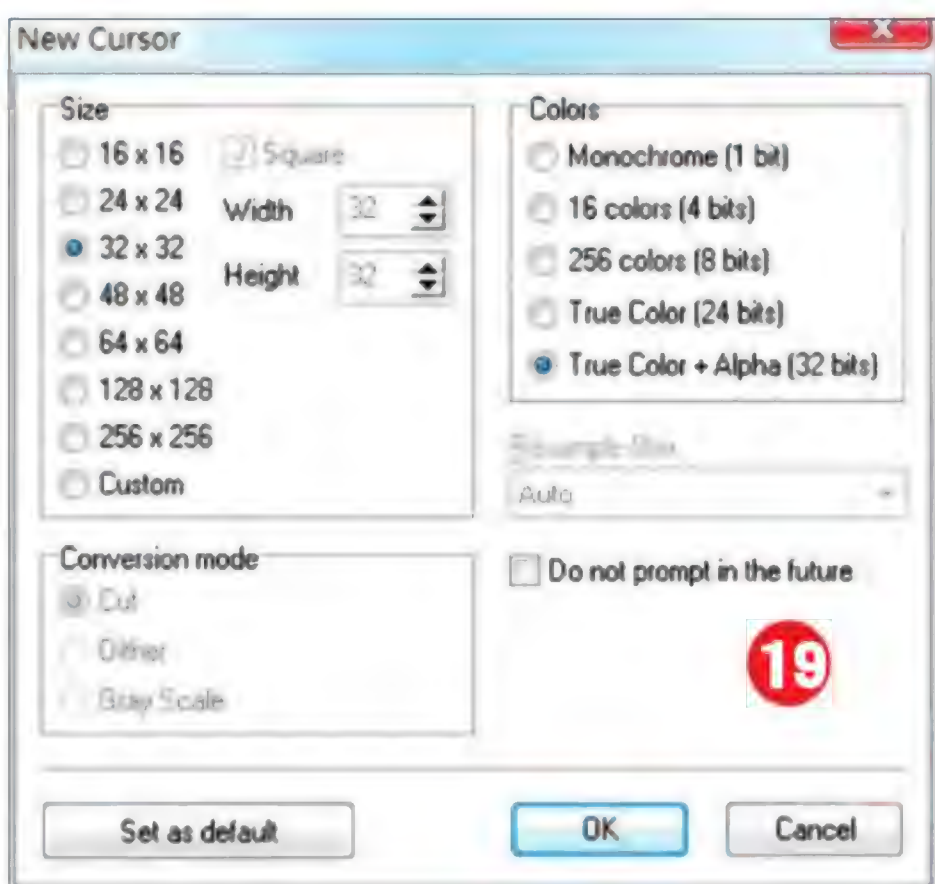 New Cursor
X
Size
16 x 16
Square
24 x 24
Width
32
32 x 32
Height
32
48 x 48
64 x 64
128 x 128
256 x 256
Custom
Colors
Monochrome (1 bit)
16 colors (4 bits)
256 colors (8 bits)
True Color (24 bits)
True Color + Alpha (32 bits)
Auto
Conversion mode
Cut
Dither
Gray Scale
Do not prompt in the future
19
Set as default
OK
Cancel